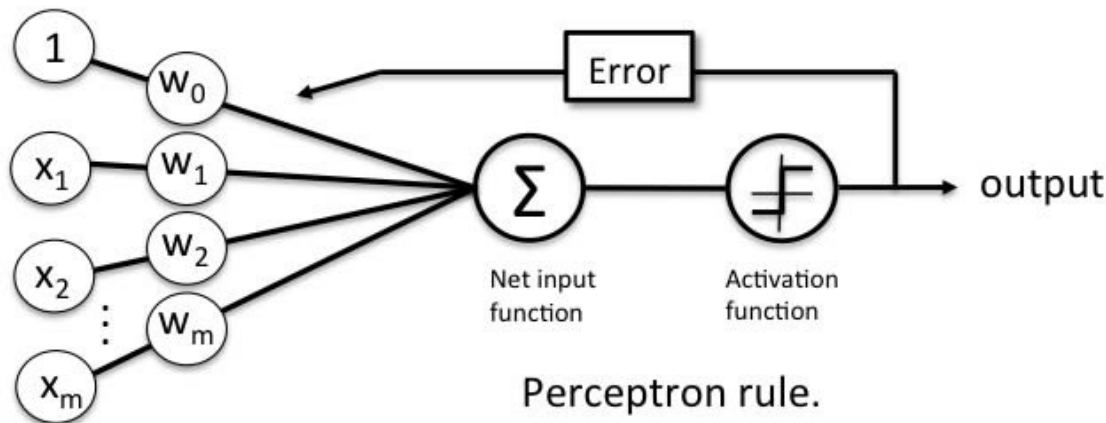 1
w0
Error
x1
w1
Σ
output
x2
w2
Net input
function
Activation
function
⋮
wm
xm
Perceptron rule.